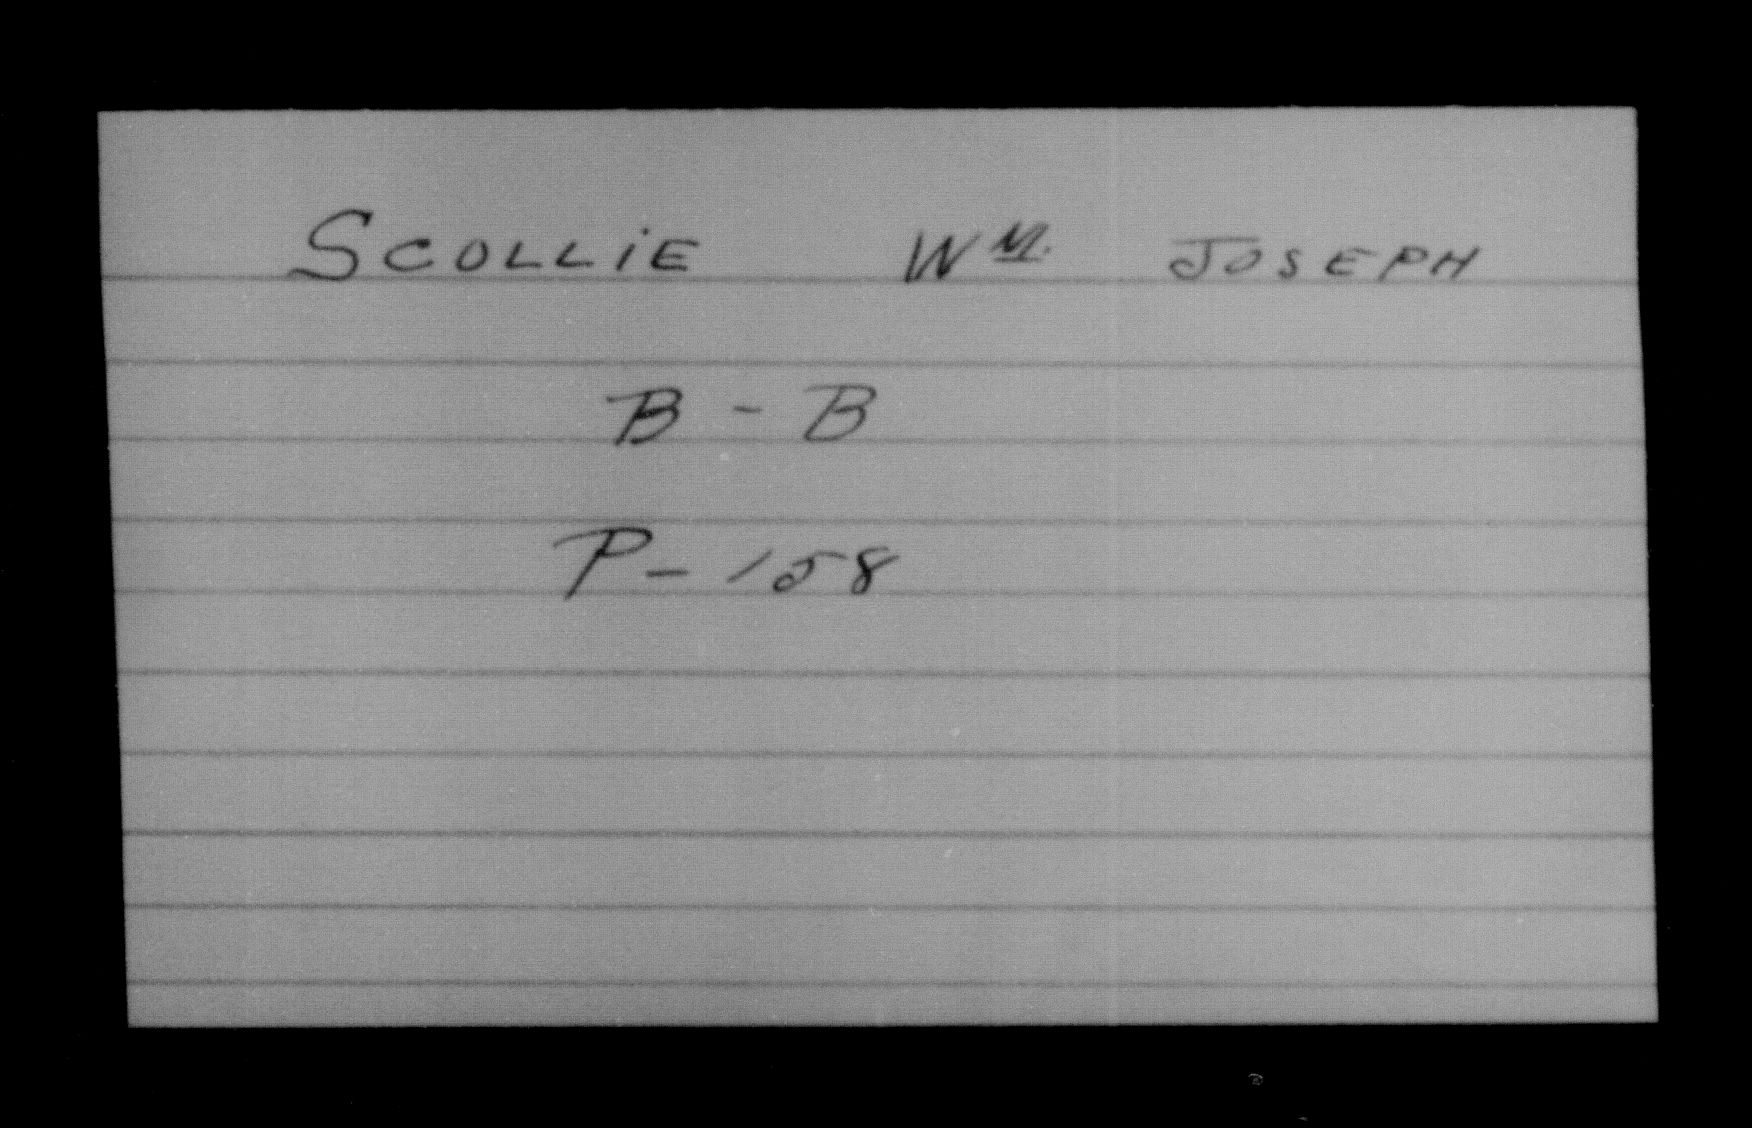 SCOLLiE WM. JOSEPH
B - B
P - 158